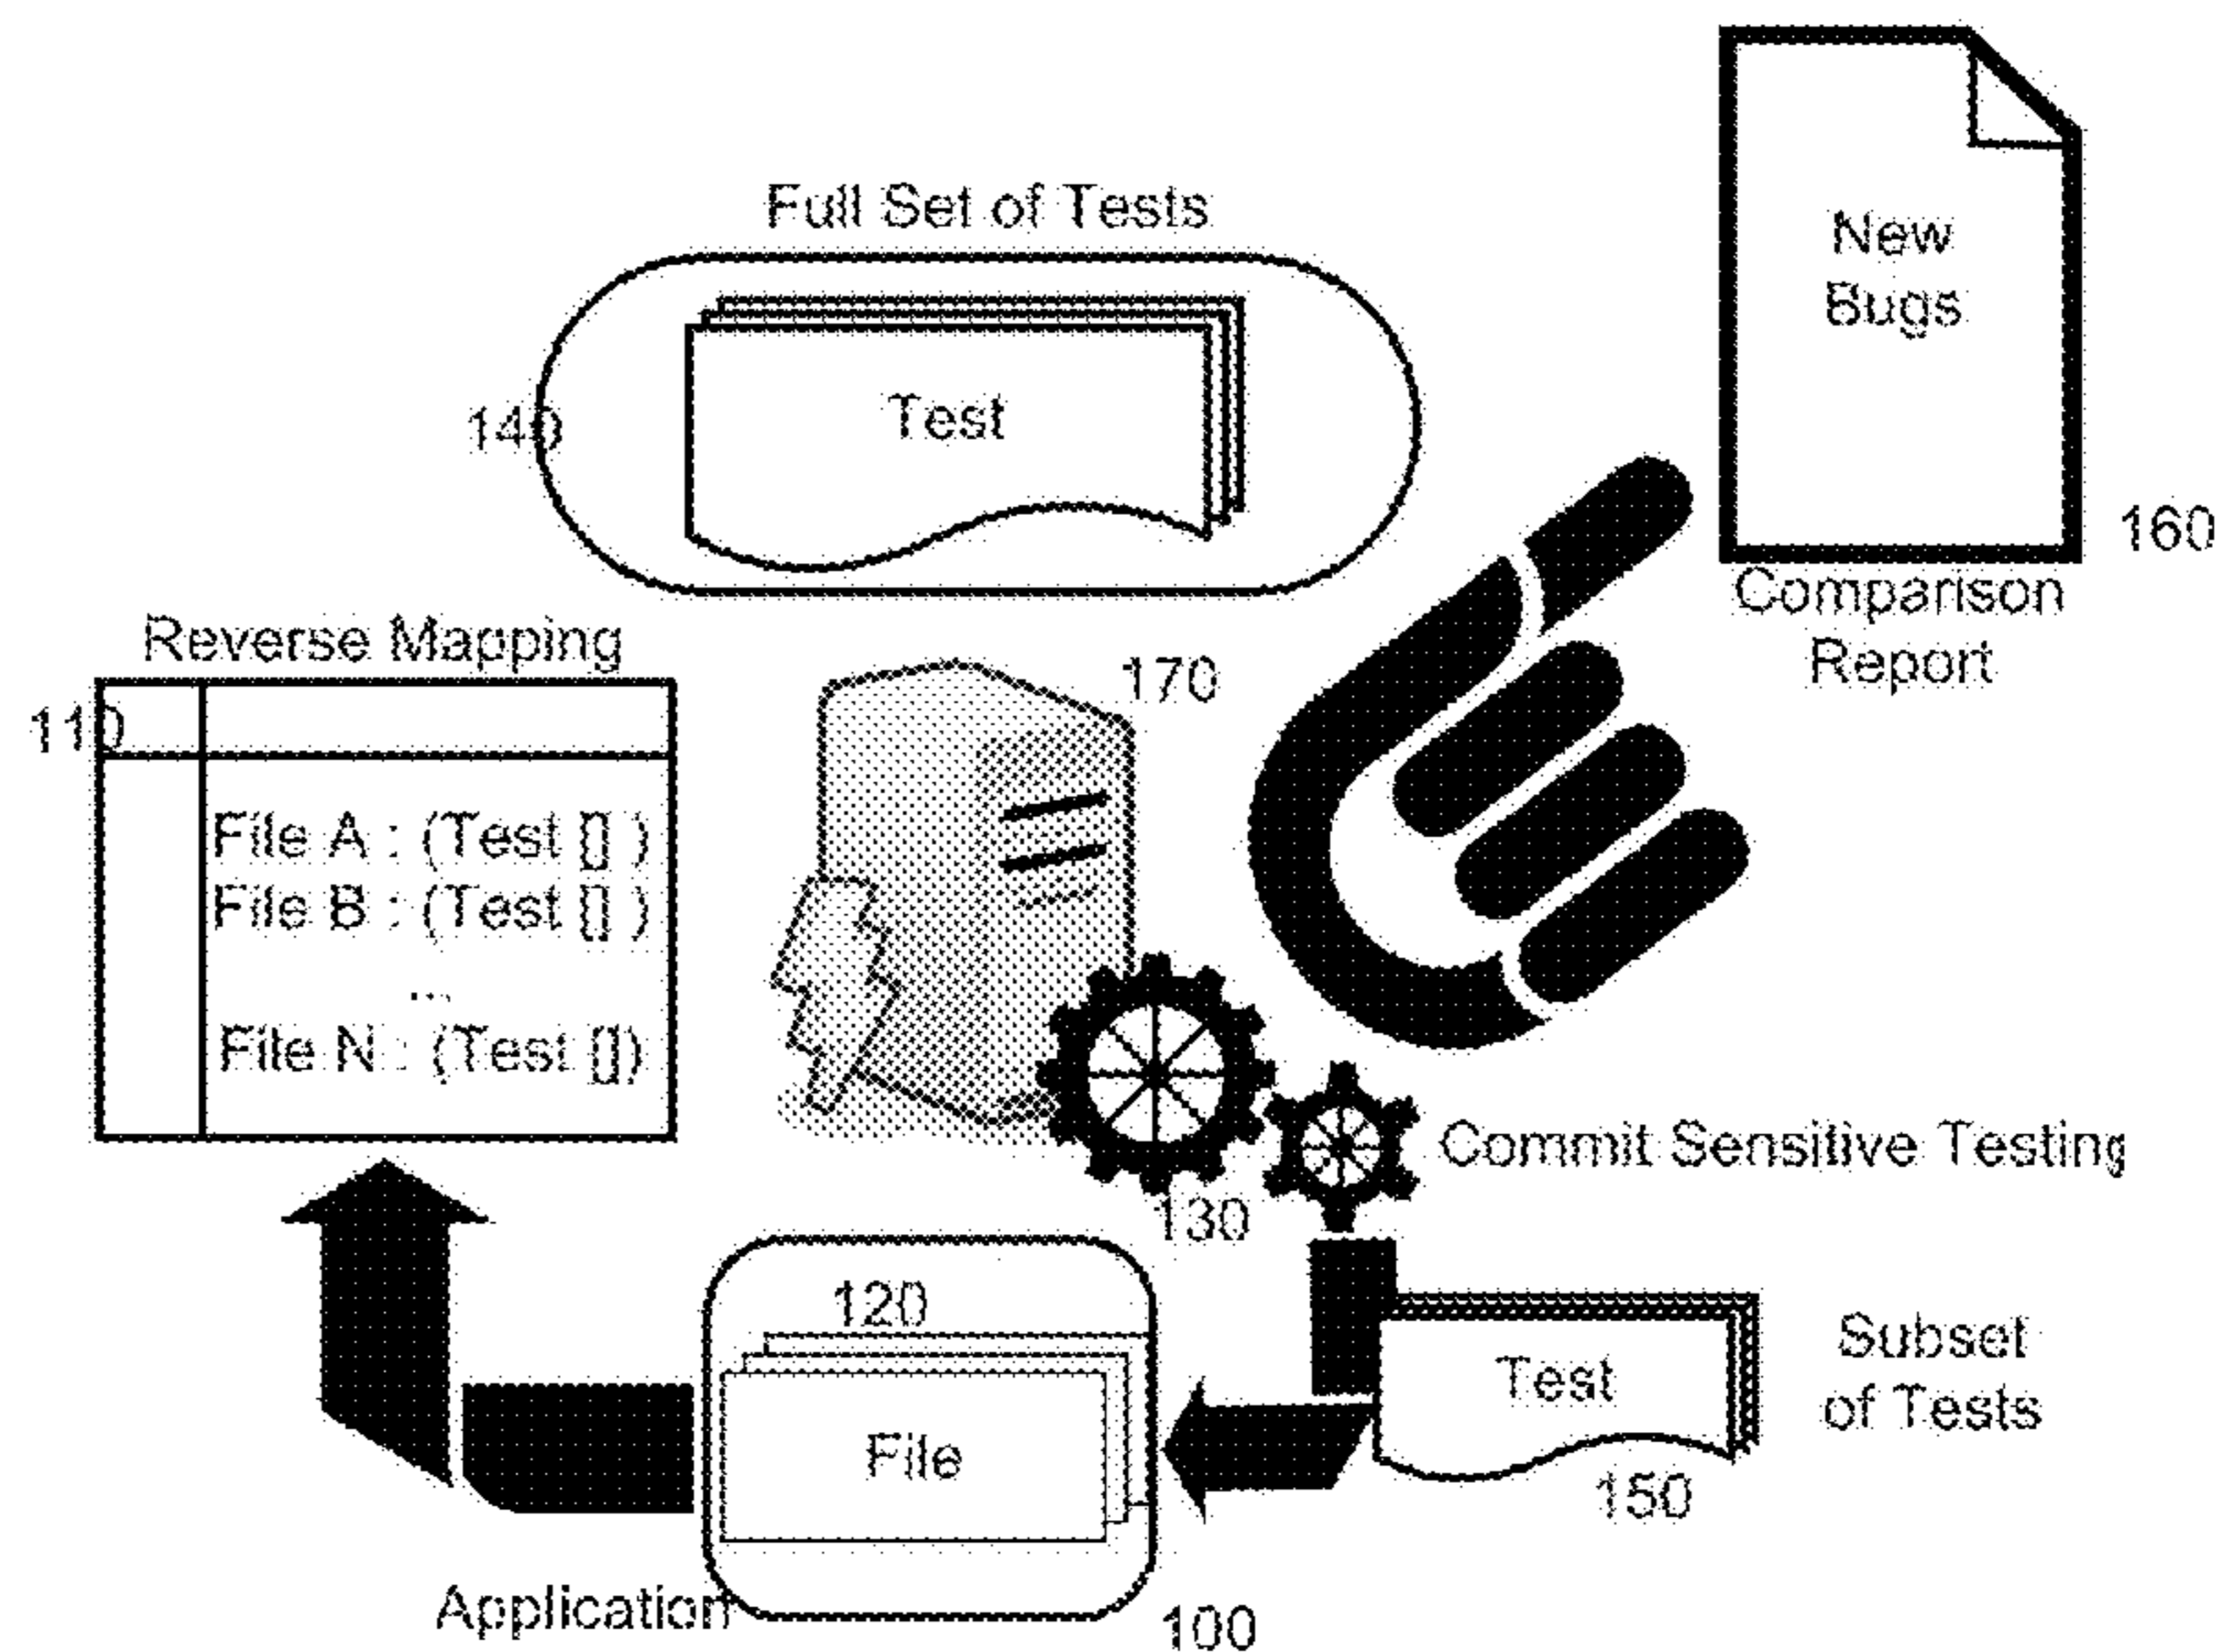 New
Bugs
Full Set of Tests
Test
140
160
Comparison
Report
Reverse Mapping
170
110
File A : (Test [] )
File B : (Test [] )
...
File N : (Test [])
Commit Sensitive Testing
130
120
File
Test
Subset
of Tests
150
Application
100